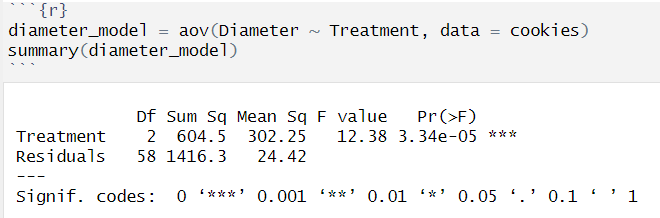 ```{r}
diameter_model = aov(Diameter ~ Treatment, data = cookies)
summary(diameter_model)
```
            Df Sum Sq Mean Sq F value   Pr(>F)
Treatment    2  604.5  302.25   12.38 3.34e-05 ***
Residuals   58 1416.3   24.42
---
Signif. codes:  0 ‘***’ 0.001 ‘**’ 0.01 ‘*’ 0.05 ‘.’ 0.1 ‘ ’ 1